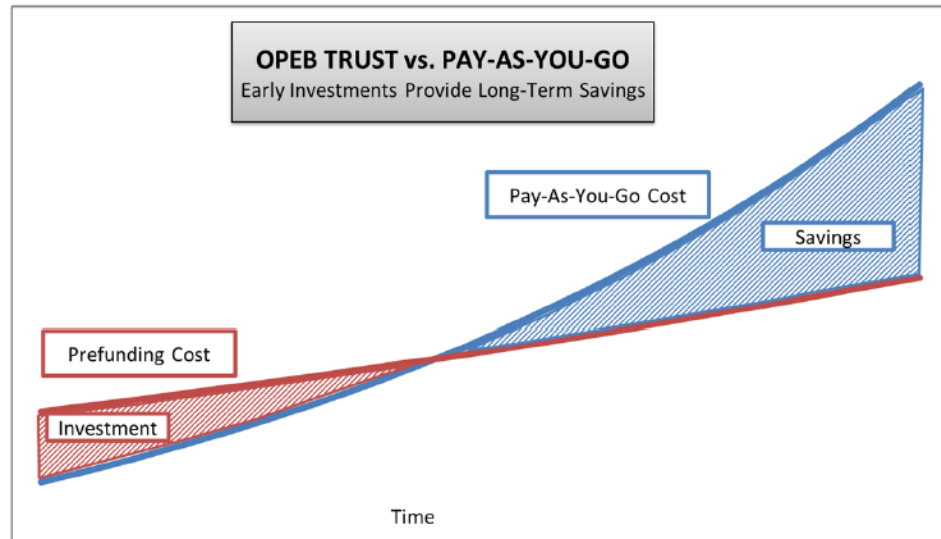 OPEB TRUST vs. PAY-AS-YOU-GO
Early Investments Provide Long-Term Savings
Pay-As-You-Go Cost
Savings
Prefunding Cost
Investment
Time